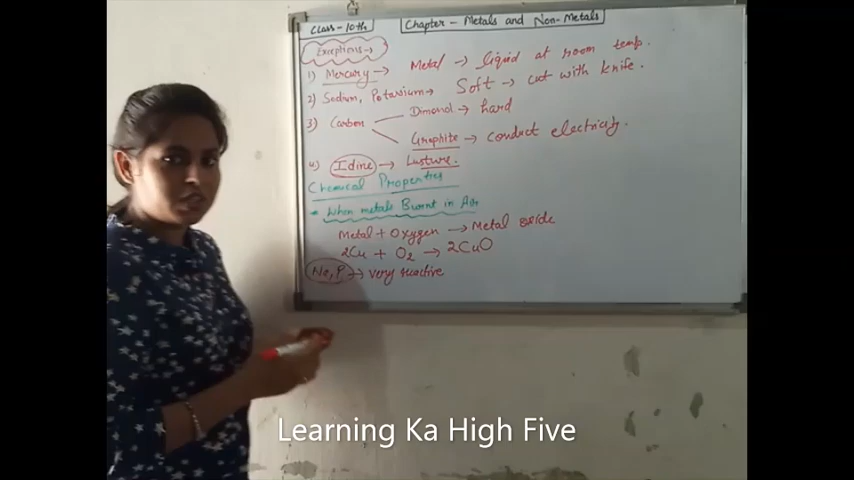 Class-10th
Chapter - Metals and Non-Metals
Exceptions →
1) Mercury → Metal → liquid at room temp.
2) Sodium, Potassium → Soft → cut with knife.
3) Carbon
Dimond → hard
Graphite → conduct electricity.
4) Idine → Lusture.
Chemical Properties
* When metals Burnt in Air
Metal + Oxygen → Metal oxide
2Cu + O2 → 2CuO
Na, P → very reactive
Learning Ka High Five